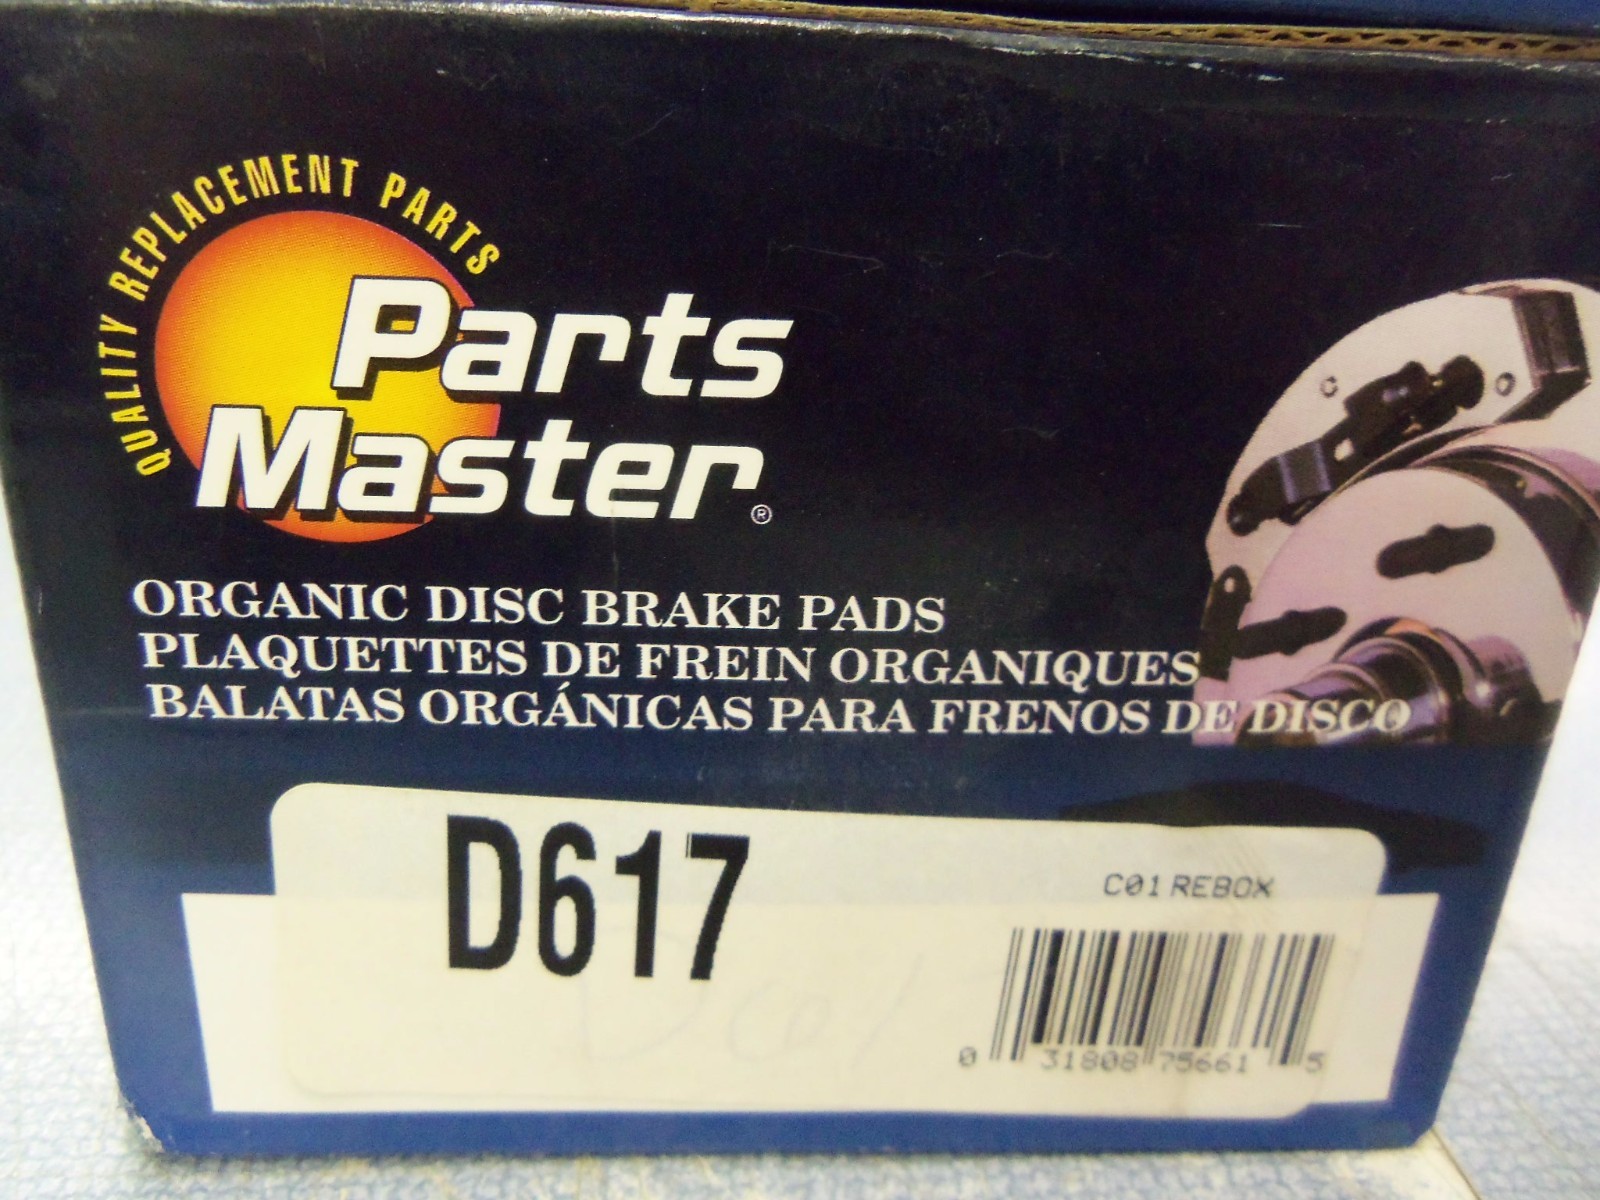 QUALITY REPLACEMENT PARTS
Parts
Master®
ORGANIC DISC BRAKE PADS
PLAQUETTES DE FREIN ORGANIQUES
BALATAS ORGÁNICAS PARA FRENOS DE DISCO
D617
C01 REBOX
0 31808 75661 5